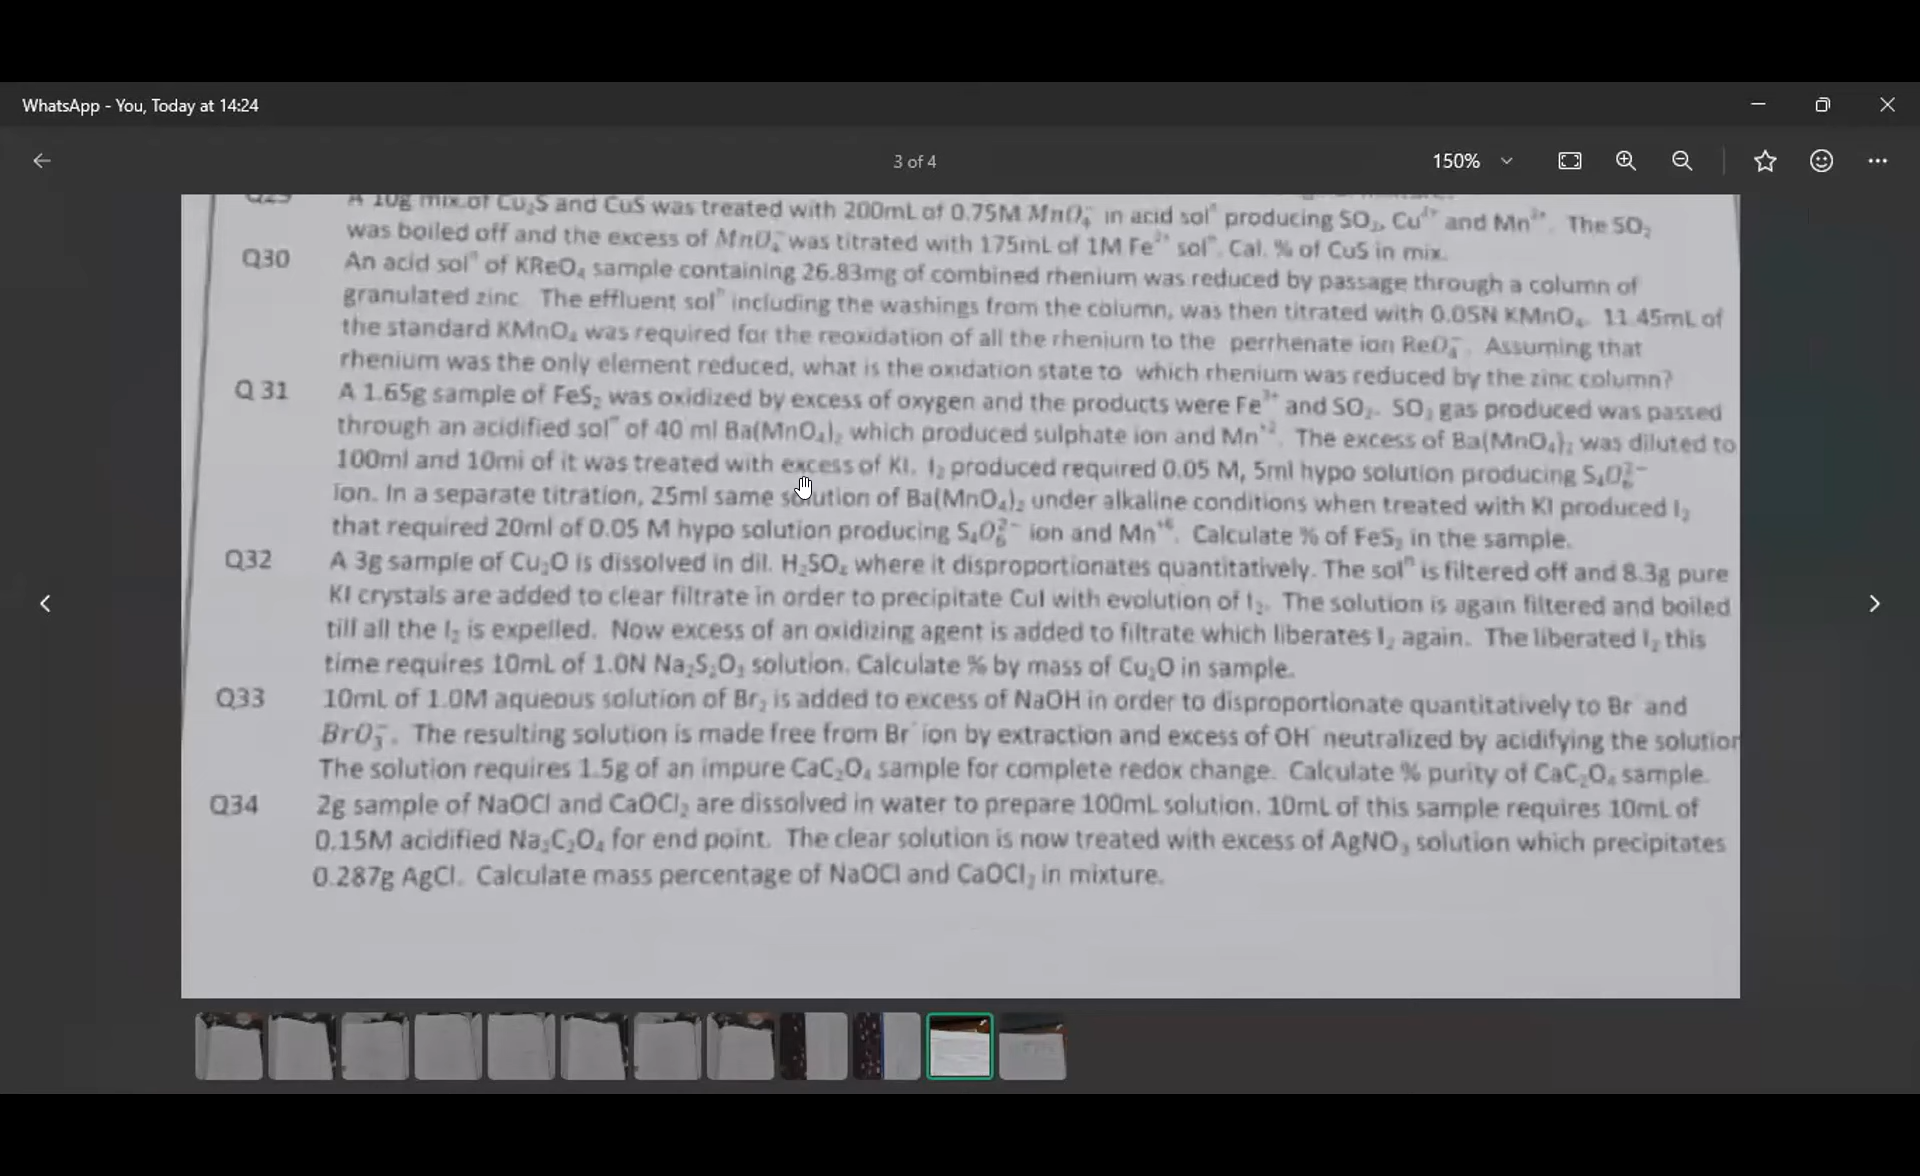 WhatsApp - You, Today at 14:24
3 of 4
150%
Q29 A 10g mix.of Cu₂S and CuS was treated with 200mL of 0.75M MnO₄⁻ in acid solⁿ producing SO₂, Cu²⁺ and Mn²⁺. The SO₂
was boiled off and the excess of MnO₄⁻ was titrated with 175mL of 1M Fe²⁺ solⁿ. Cal. % of CuS in mix.
Q30 An acid solⁿ of KReO₄ sample containing 26.83mg of combined rhenium was reduced by passage through a column of
granulated zinc. The effluent solⁿ including the washings from the column, was then titrated with 0.05N KMnO₄. 11.45mL of
the standard KMnO₄ was required for the reoxidation of all the rhenium to the perrhenate ion ReO₄⁻. Assuming that
rhenium was the only element reduced, what is the oxidation state to which rhenium was reduced by the zinc column?
Q 31 A 1.65g sample of FeS₂ was oxidized by excess of oxygen and the products were Fe³⁺ and SO₂. SO₂ gas produced was passed
through an acidified solⁿ of 40 ml Ba(MnO₄)₂ which produced sulphate ion and Mn⁺². The excess of Ba(MnO₄)₂ was diluted to
100ml and 10ml of it was treated with excess of KI. I₂ produced required 0.05 M, 5ml hypo solution producing S₄O₆²⁻
ion. In a separate titration, 25ml same solution of Ba(MnO₄)₂ under alkaline conditions when treated with KI produced I₂
that required 20ml of 0.05 M hypo solution producing S₄O₆²⁻ ion and Mn⁺⁶. Calculate % of FeS₂ in the sample.
Q32 A 3g sample of Cu₂O is dissolved in dil. H₂SO₄ where it disproportionates quantitatively. The solⁿ is filtered off and 8.3g pure
KI crystals are added to clear filtrate in order to precipitate CuI with evolution of I₂. The solution is again filtered and boiled
till all the I₂ is expelled. Now excess of an oxidizing agent is added to filtrate which liberates I₂ again. The liberated I₂ this
time requires 10mL of 1.0N Na₂S₂O₃ solution. Calculate % by mass of Cu₂O in sample.
Q33 10mL of 1.0M aqueous solution of Br₂ is added to excess of NaOH in order to disproportionate quantitatively to Br⁻ and
BrO₃⁻. The resulting solution is made free from Br⁻ ion by extraction and excess of OH⁻ neutralized by acidifying the solution
The solution requires 1.5g of an impure CaC₂O₄ sample for complete redox change. Calculate % purity of CaC₂O₄ sample.
Q34 2g sample of NaOCl and CaOCl₂ are dissolved in water to prepare 100mL solution. 10mL of this sample requires 10mL of
0.15M acidified Na₂C₂O₄ for end point. The clear solution is now treated with excess of AgNO₃ solution which precipitates
0.287g AgCl. Calculate mass percentage of NaOCl and CaOCl₂ in mixture.